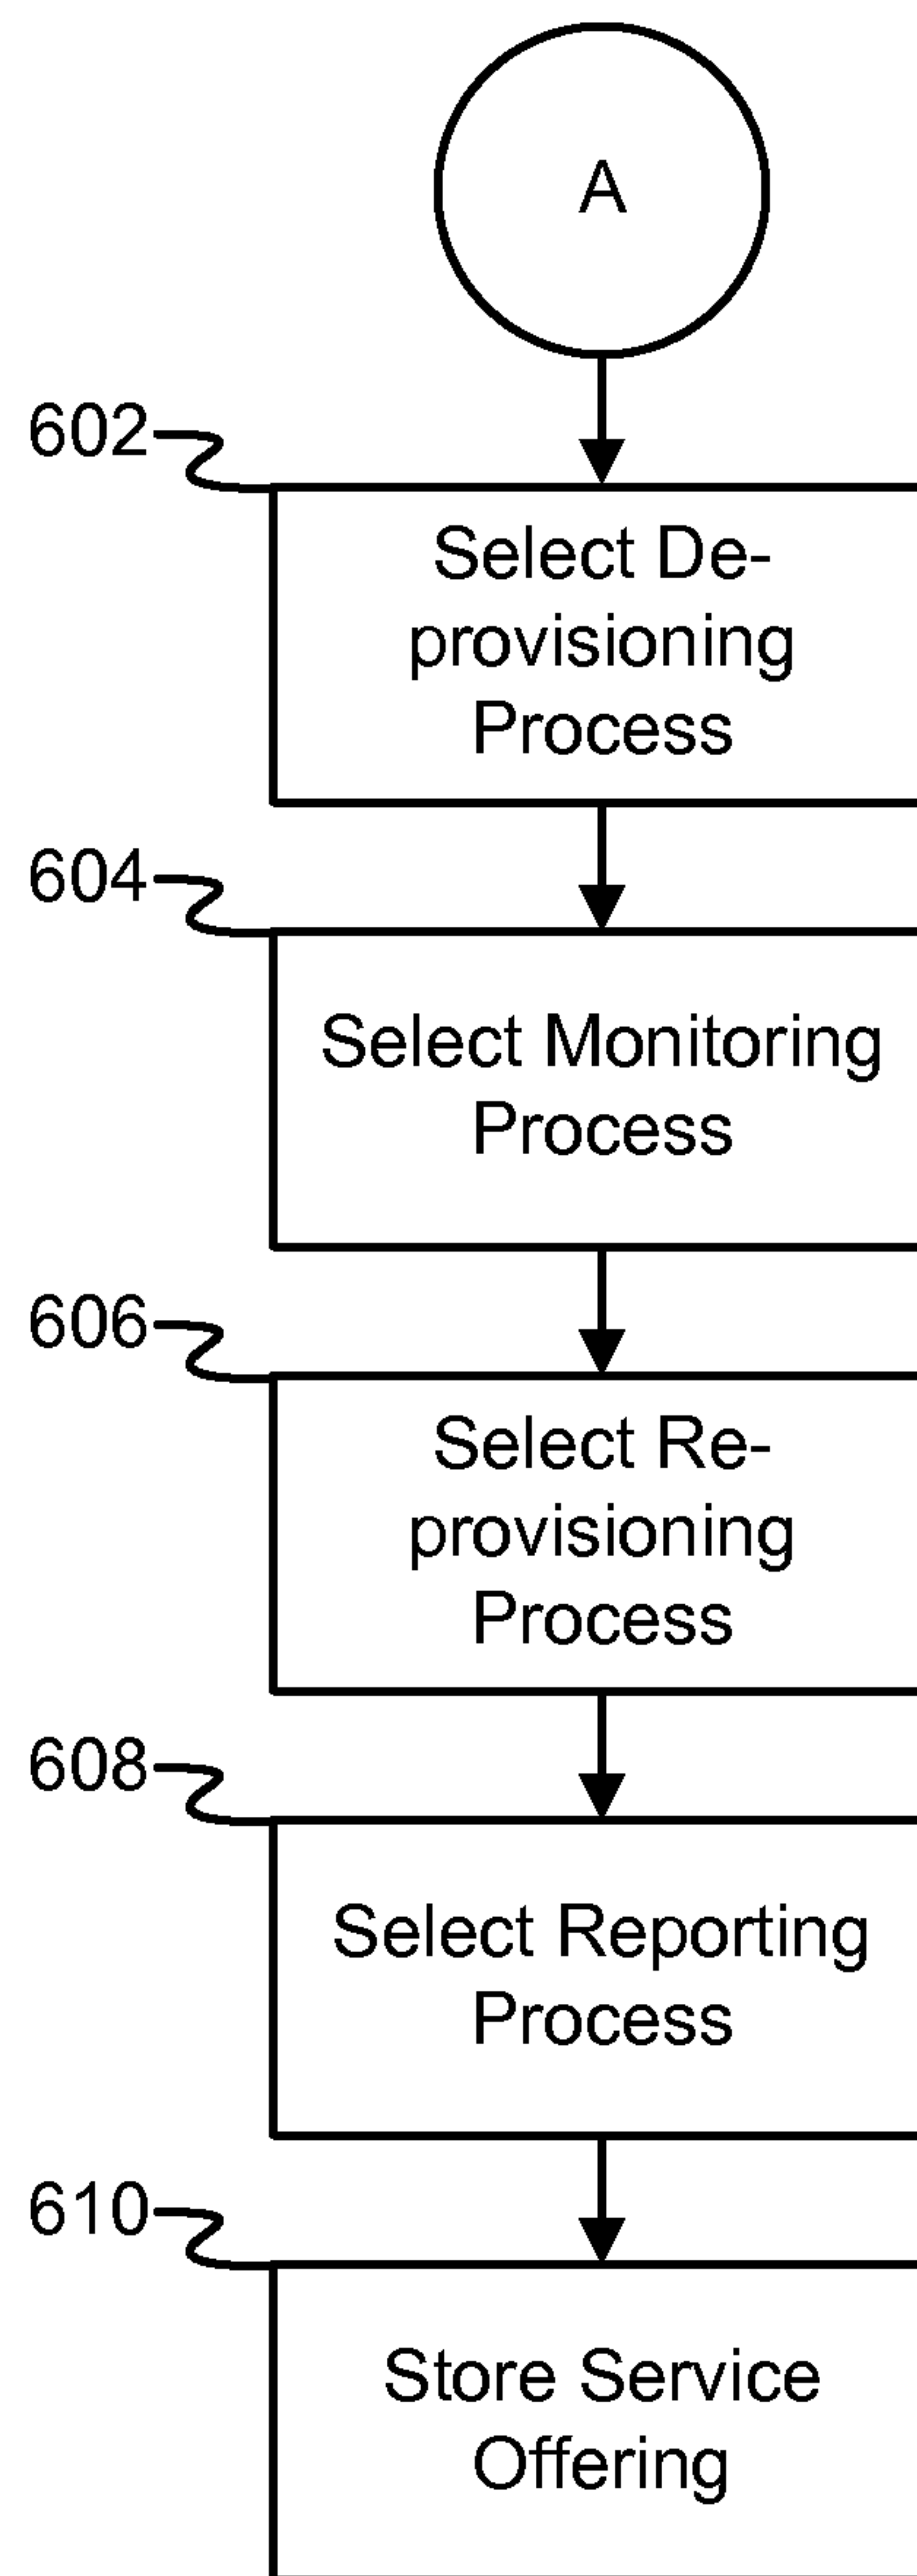 A
602
Select De-
provisioning
Process
604
Select Monitoring
Process
606
Select Re-
provisioning
Process
608
Select Reporting
Process
610
Store Service
Offering